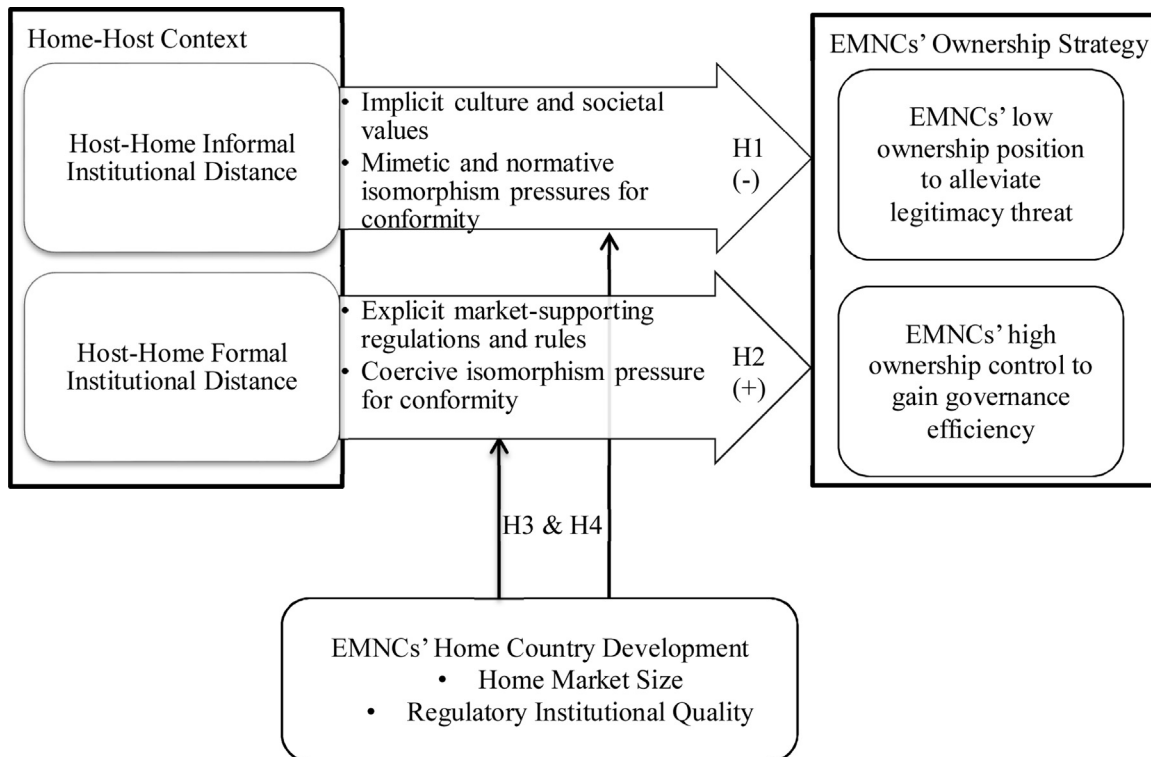 Home-Host Context
Host-Home Informal
Institutional Distance
• Implicit culture and societal
values
• Mimetic and normative
isomorphism pressures for
conformity
H1
(-)
EMNCs’ Ownership Strategy
EMNCs’ low
ownership position
to alleviate
legitimacy threat
Host-Home Formal
Institutional Distance
• Explicit market-supporting
regulations and rules
• Coercive isomorphism pressure
for conformity
H2
(+)
EMNCs’ high
ownership control to
gain governance
efficiency
H3 & H4
EMNCs’ Home Country Development
• Home Market Size
• Regulatory Institutional Quality